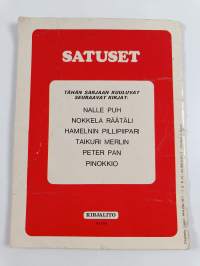 SATUSET
TÄHÄN SARJAAN KUULUVAT
SEURAAVAT KIRJAT:
NALLE PUH
NOKKELA RÄÄTÄLI
HAMELNIN PILLIPIIPARI
TAIKURI MERLIN
PETER PAN
PINOKKIO
KIRJALITO